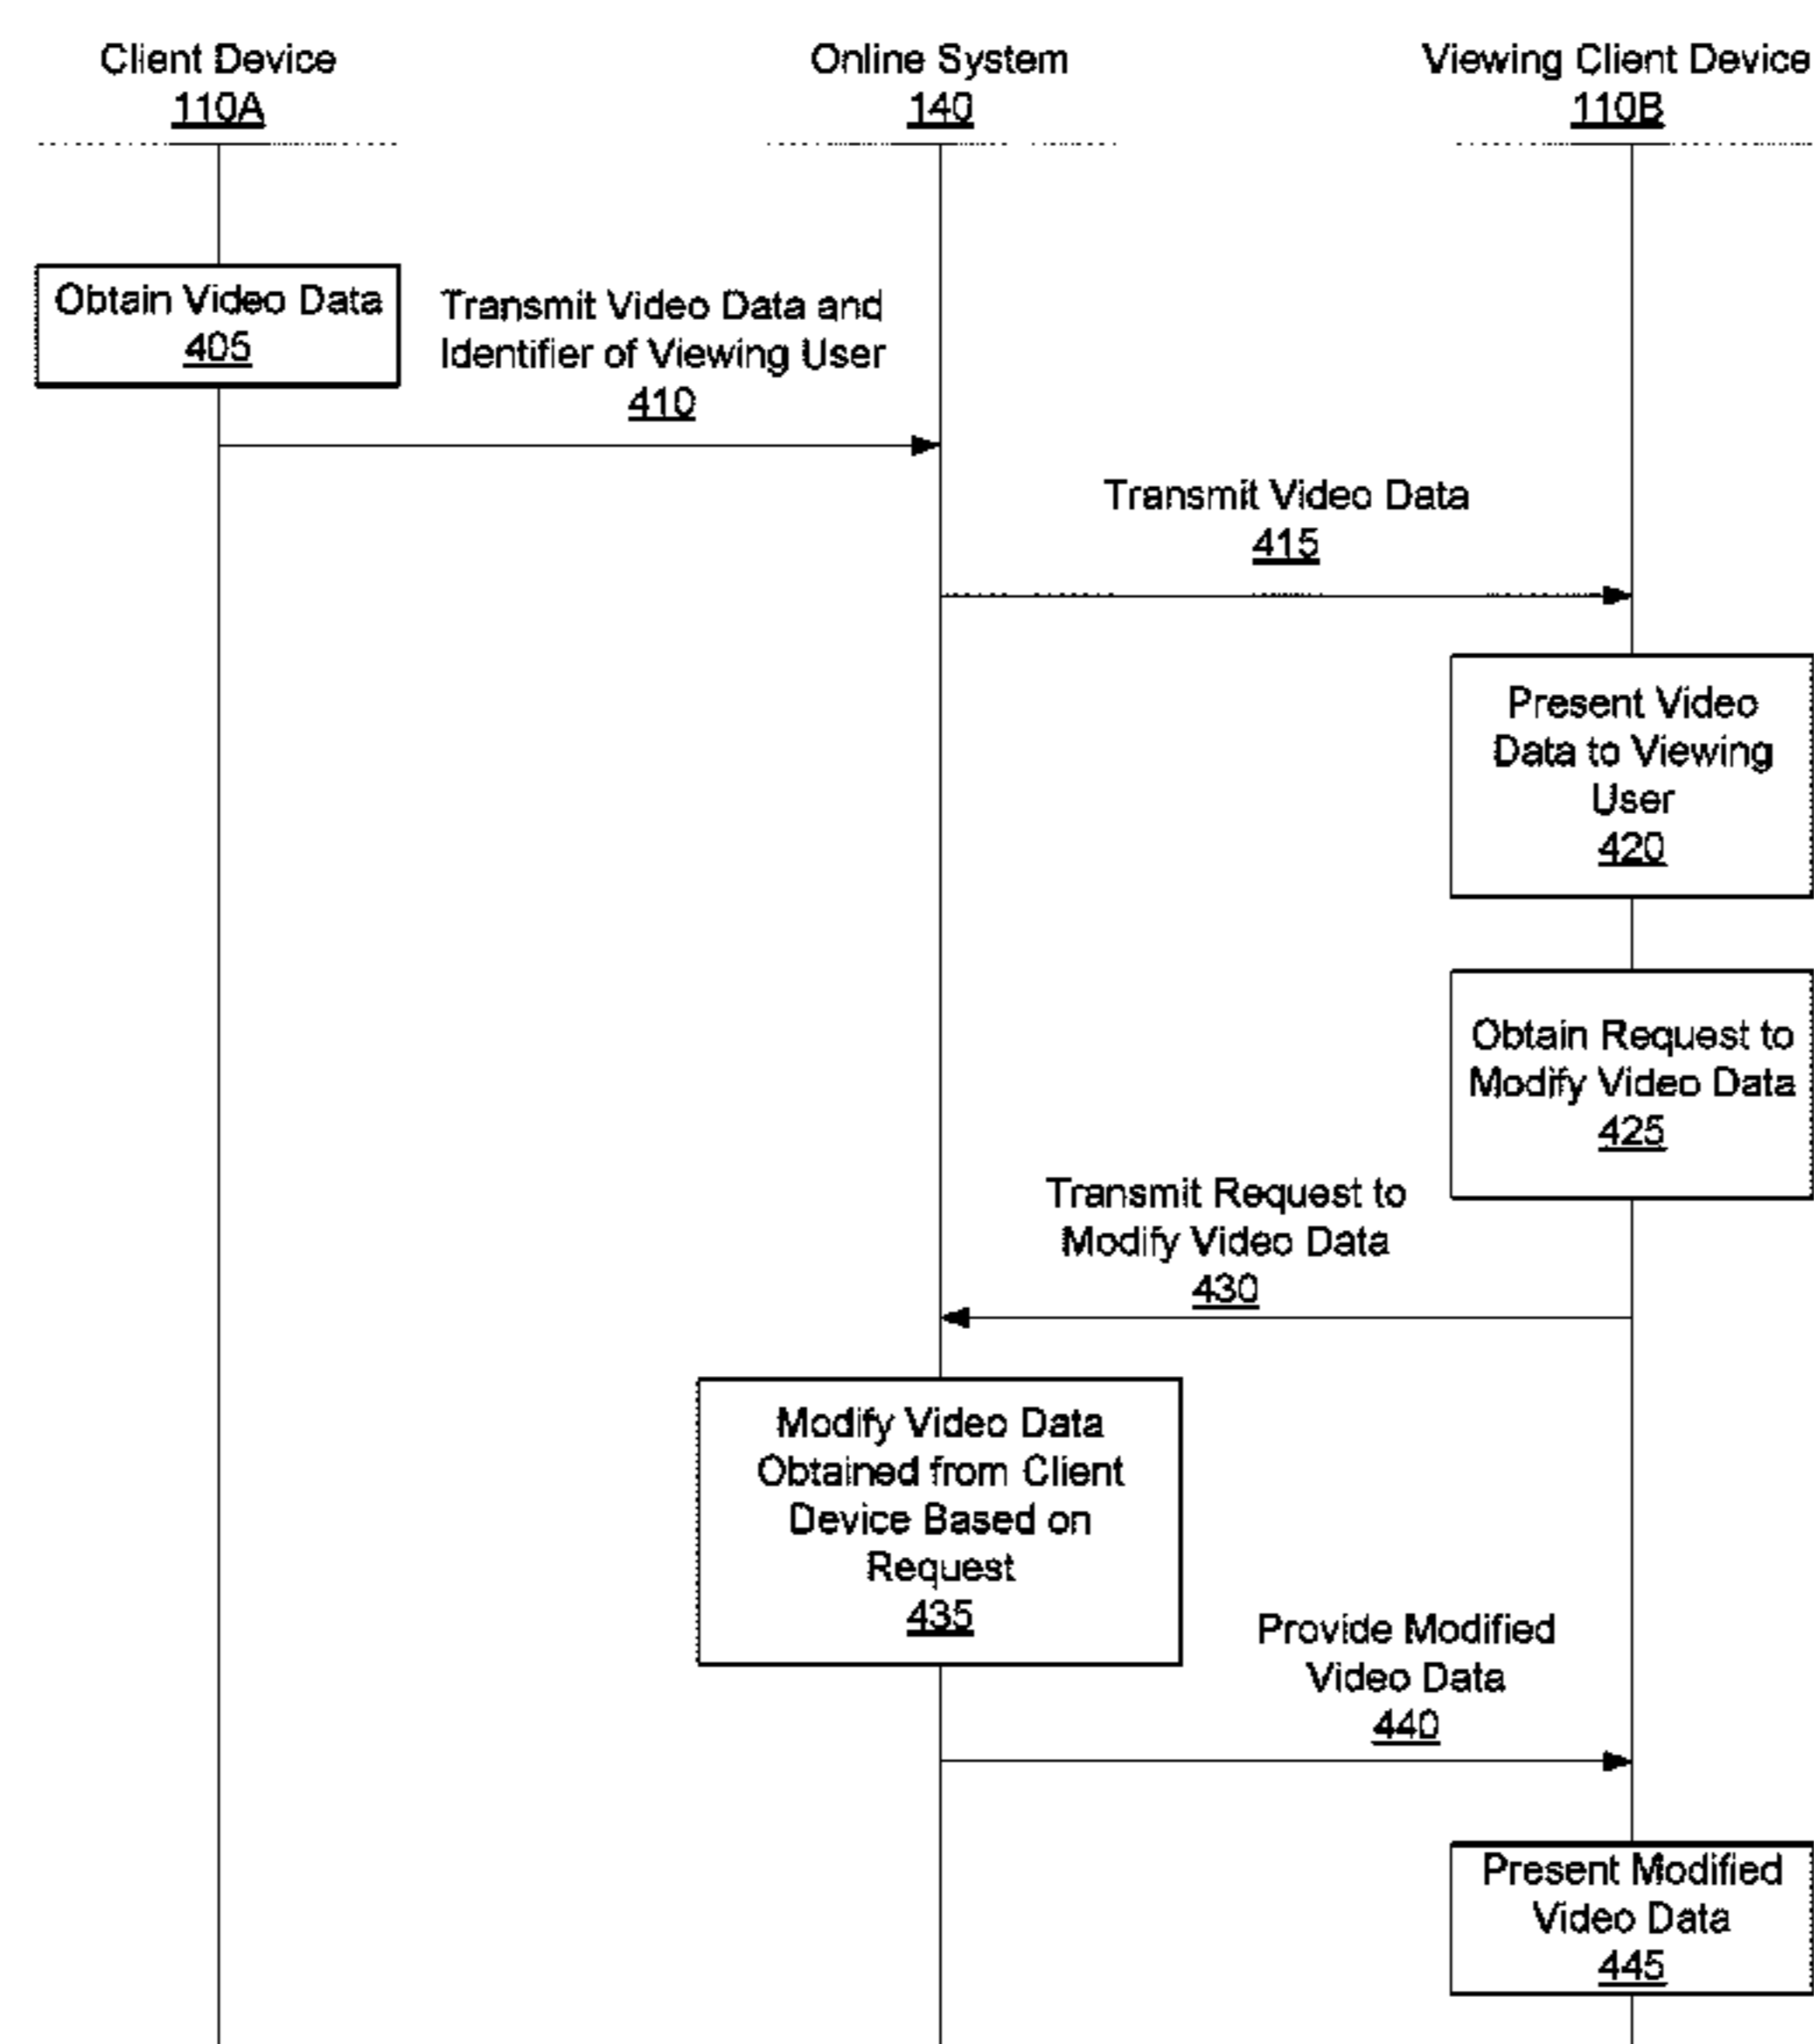 Client Device
110A
Online System
140
Viewing Client Device
110B
Obtain Video Data
405
Transmit Video Data and
Identifier of Viewing User
410
Transmit Video Data
415
Present Video
Data to Viewing
User
420
Obtain Request to
Modify Video Data
425
Transmit Request to
Modify Video Data
430
Modify Video Data
Obtained from Client
Device Based on
Request
435
Provide Modified
Video Data
440
Present Modified
Video Data
445